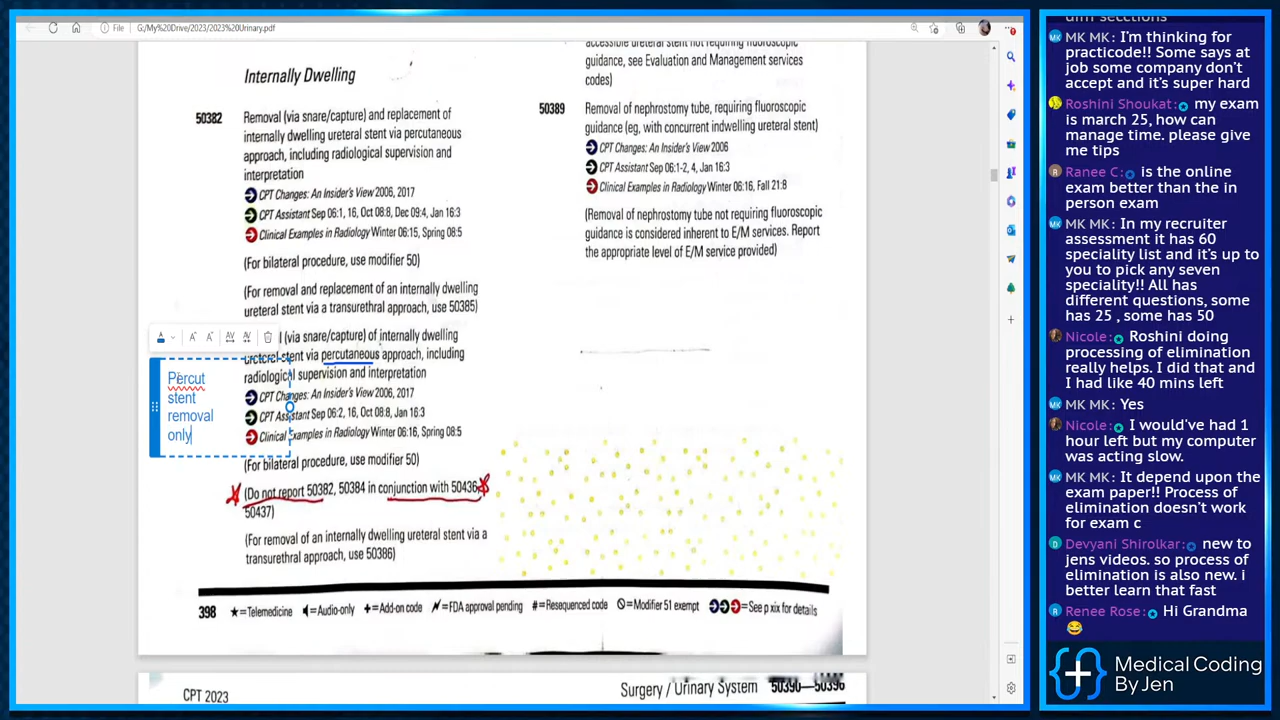 File
G:/My%20Drive/2023/2023%20Urinary.pdf
Internally Dwelling
50382 Removal (via snare/capture) and replacement of
internally dwelling ureteral stent via percutaneous
approach, including radiological supervision and
interpretation
CPT Changes: An Insider's View 2006, 2017
CPT Assistant Sep 06:1, 16, Oct 08:8, Dec 09:4, Jan 16:3
Clinical Examples in Radiology Winter 06:15, Spring 08:5
(For bilateral procedure, use modifier 50)
(For removal and replacement of an internally dwelling
ureteral stent via a transurethral approach, use 50385)
(via snare/capture) of internally dwelling
ureteral stent via percutaneous approach, including
radiological supervision and interpretation
CPT Changes: An Insider's View 2006, 2017
CPT Assistant Sep 06:2, 16, Oct 08:8, Jan 16:3
Clinical Examples in Radiology Winter 06:16, Spring 08:5
(For bilateral procedure, use modifier 50)
(Do not report 50382, 50384 in conjunction with 50436,
50437)
(For removal of an internally dwelling ureteral stent via a
transurethral approach, use 50386)
Percut
stent
removal
only
accessible ureteral stent not requiring fluoroscopic
guidance, see Evaluation and Management services
codes)
50389 Removal of nephrostomy tube, requiring fluoroscopic
guidance (eg, with concurrent indwelling ureteral stent)
CPT Changes: An Insider's View 2006
CPT Assistant Sep 06:1-2, 4, Jan 16:3
Clinical Examples in Radiology Winter 06:16, Fall 21:8
(Removal of nephrostomy tube not requiring fluoroscopic
guidance is considered inherent to E/M services. Report
the appropriate level of E/M service provided)
398 ★=Telemedicine =Audio-only +=Add-on code =FDA approval pending #=Resequenced code =Modifier 51 exempt =See p xix for details
CPT 2023
Surgery / Urinary System 50390—50396
MK MK: I'm thinking for
practicode!! Some says at
job some company don't
accept and it's super hard
Roshini Shoukat: my exam
is march 25, how can
manage time. please give
me tips
Ranee C: is the online
exam better than the in
person exam
MK MK: In my recruiter
assessment it has 60
speciality list and it's up to
you to pick any seven
speciality!! All has
different questions, some
has 25 , some has 50
Nicole: Roshini doing
processing of elimination
really helps. I did that and
I had like 40 mins left
MK MK: Yes
Nicole: I would've had 1
hour left but my computer
was acting slow.
MK MK: It depend upon the
exam paper!! Process of
elimination doesn't work
for exam c
Devyani Shirolkar: new to
jens videos. so process of
elimination is also new. i
better learn that fast
Renee Rose: Hi Grandma
😂
Medical Coding
By Jen